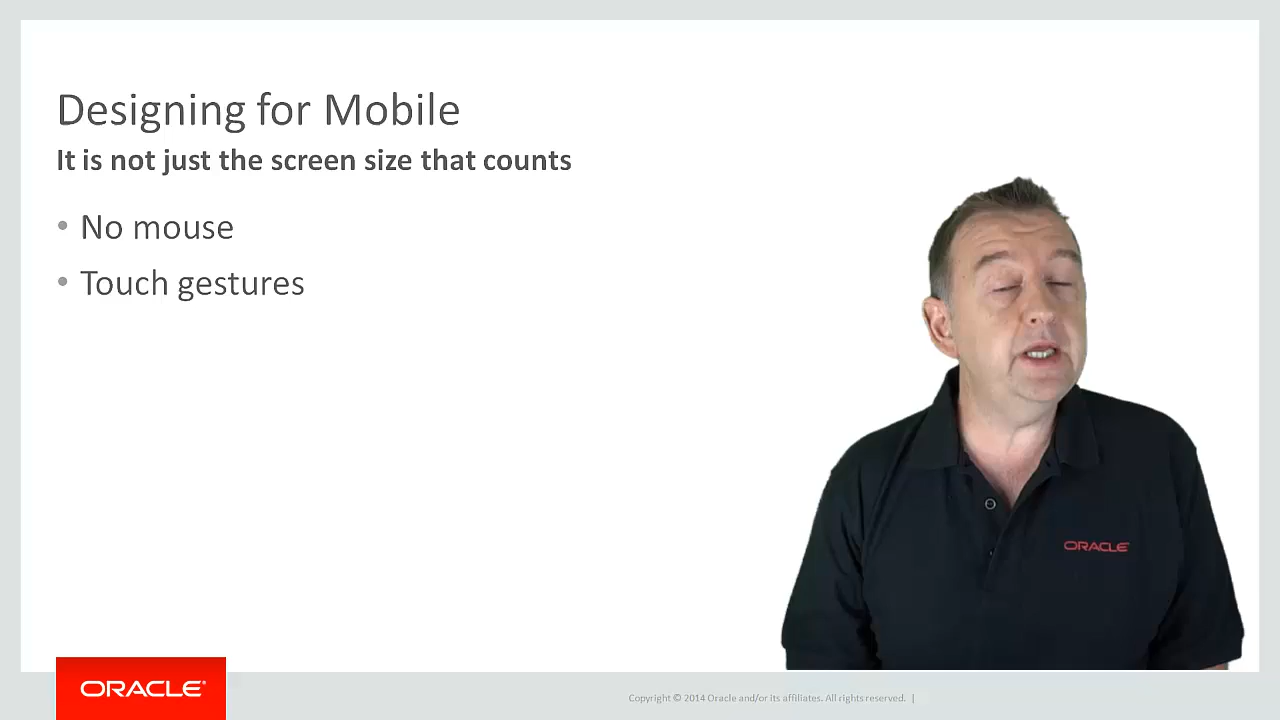 Designing for Mobile
It is not just the screen size that counts
• No mouse
• Touch gestures
ORACLE
ORACLE®
Copyright © 2014 Oracle and/or its affiliates. All rights reserved. |